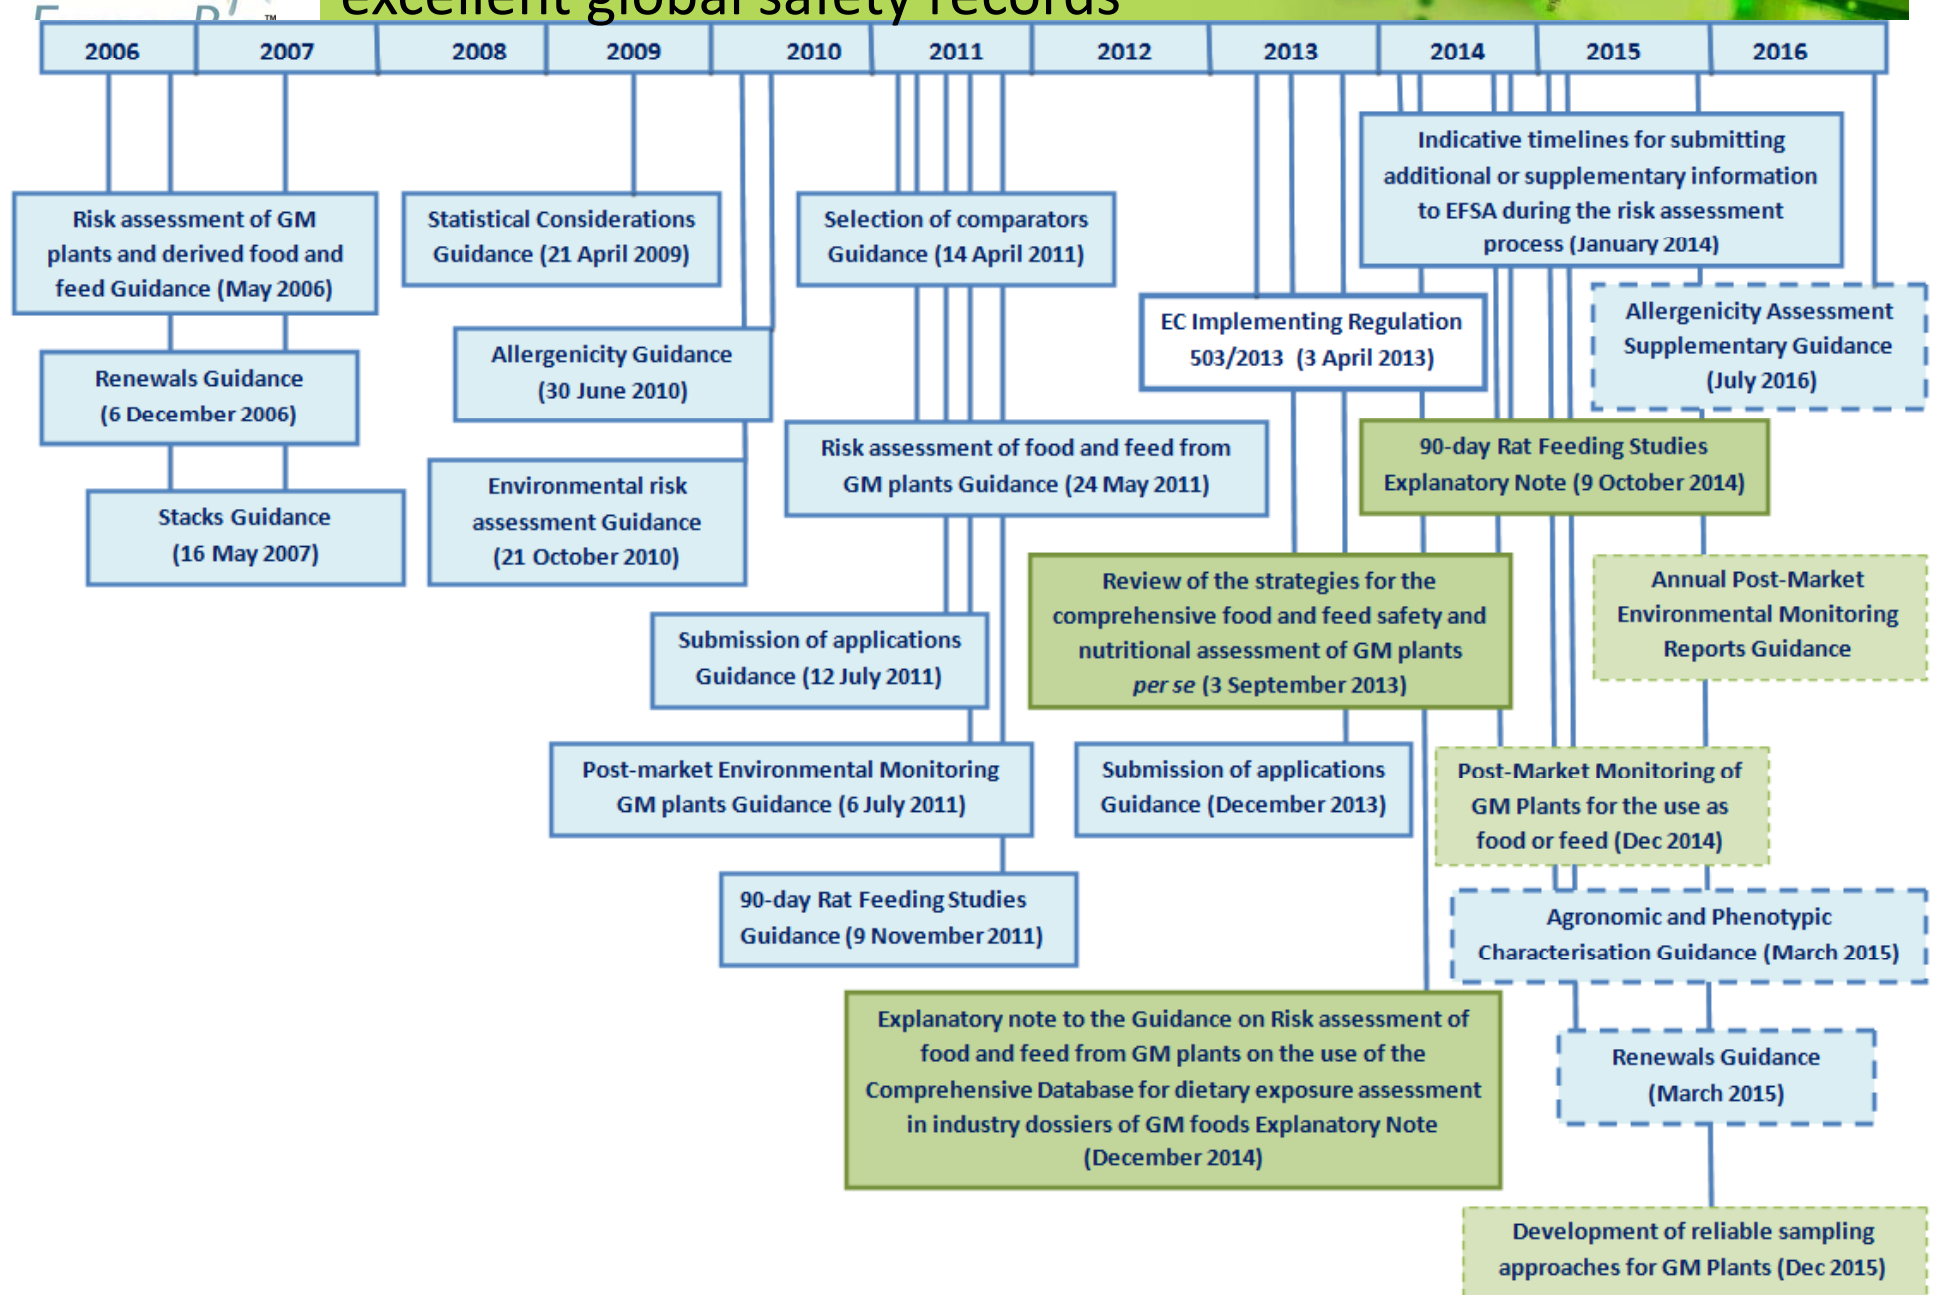 excellent global safety records
™
2006 2007 2008 2009 2010 2011 2012 2013 2014 2015 2016
Indicative timelines for submitting
additional or supplementary information
to EFSA during the risk assessment
process (January 2014)
Risk assessment of GM
plants and derived food and
feed Guidance (May 2006)
Statistical Considerations
Guidance (21 April 2009)
Selection of comparators
Guidance (14 April 2011)
EC Implementing Regulation
503/2013 (3 April 2013)
Allergenicity Assessment
Supplementary Guidance
(July 2016)
Renewals Guidance
(6 December 2006)
Allergenicity Guidance
(30 June 2010)
Risk assessment of food and feed from
GM plants Guidance (24 May 2011)
90-day Rat Feeding Studies
Explanatory Note (9 October 2014)
Stacks Guidance
(16 May 2007)
Environmental risk
assessment Guidance
(21 October 2010)
Review of the strategies for the
comprehensive food and feed safety and
nutritional assessment of GM plants
per se (3 September 2013)
Annual Post-Market
Environmental Monitoring
Reports Guidance
Submission of applications
Guidance (12 July 2011)
Post-market Environmental Monitoring
GM plants Guidance (6 July 2011)
Submission of applications
Guidance (December 2013)
Post-Market Monitoring of
GM Plants for the use as
food or feed (Dec 2014)
90-day Rat Feeding Studies
Guidance (9 November 2011)
Agronomic and Phenotypic
Characterisation Guidance (March 2015)
Explanatory note to the Guidance on Risk assessment of
food and feed from GM plants on the use of the
Comprehensive Database for dietary exposure assessment
in industry dossiers of GM foods Explanatory Note
(December 2014)
Renewals Guidance
(March 2015)
Development of reliable sampling
approaches for GM Plants (Dec 2015)